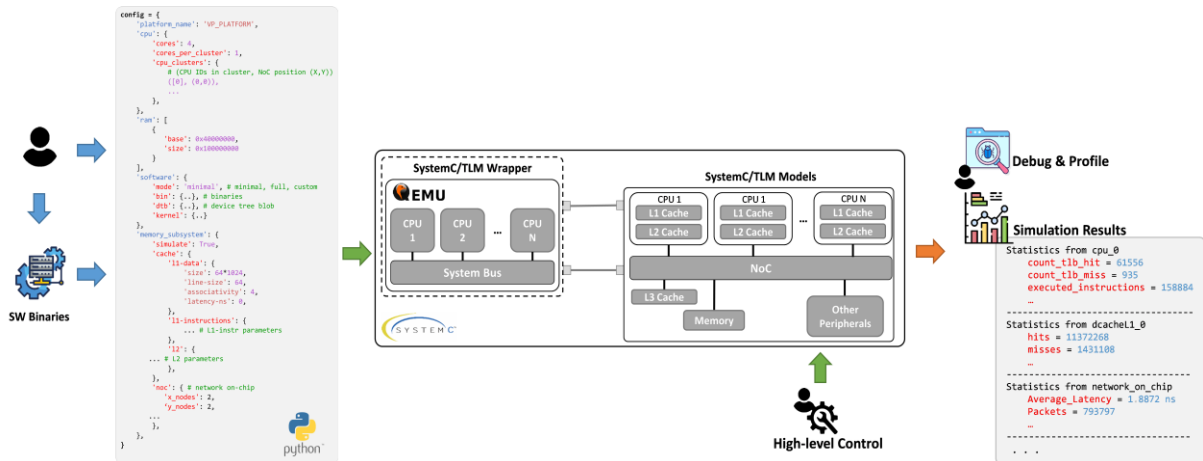 config = {
'platform_name': 'VP_PLATFORM',
'cpu': {
'cores': 4,
'cores_per_cluster': 1,
'cpu_clusters': {
# (CPU IDs in cluster, NoC position (X,Y))
([0], (0,0)),
...
},
},
'ram': [
{
'base': 0x40000000,
'size': 0x100000000
}
],
'software': {
'mode': 'minimal', # minimal, full, custom
'bin': {..}, # binaries
'dtb': {..}, # device tree blob
'kernel': {..}
},
'memory_subsystem': {
'simulate': True,
'cache': {
'l1-data': {
'size': 64*1024,
'line-size': 64,
'associativity': 4,
'latency-ns': 0,
},
'l1-instructions': {
... # L1-instr parameters
},
'l2': {
... # L2 parameters
},
},
'noc': { # network on-chip
'x_nodes': 2,
'y_nodes': 2,
...
},
},
}
python
SW Binaries
SystemC/TLM Wrapper
QEMU
CPU 1
CPU 2
...
CPU N
System Bus
SYSTEMC
SystemC/TLM Models
CPU 1
L1 Cache
L2 Cache
CPU 1
L1 Cache
L2 Cache
...
CPU N
L1 Cache
L2 Cache
NoC
L3 Cache
Memory
Other
Peripherals
High-level Control
Debug & Profile
Simulation Results
Statistics from cpu_0
count_tlb_hit = 61556
count_tlb_miss = 935
executed_instructions = 158884
…
------------------------------
Statistics from dcacheL1_0
hits = 11372268
misses = 1431108
…
------------------------------
Statistics from network_on_chip
Average_Latency = 1.8872 ns
Packets = 793797
…
------------------------------
. . .